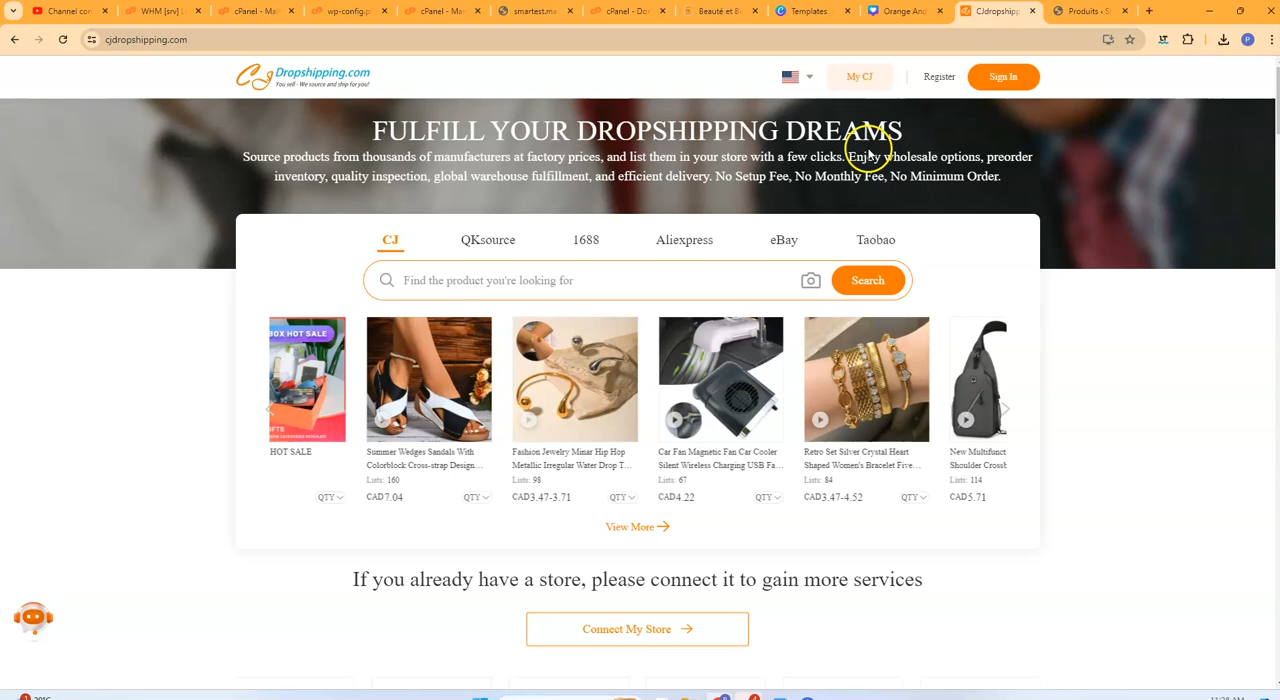 Channel con
WHM [srv] L
cPanel - Ma
wp-config.p
cPanel - Ma
smartest.ma
cPanel - Do
Beauté et B
Templates
Orange And
CJdropshipp
Produits ‹ S
cjdropshipping.com
CJ Dropshipping.com
You sell - We source and ship for you!
My CJ
Register
Sign In
FULFILL YOUR DROPSHIPPING DREAMS
Source products from thousands of manufacturers at factory prices, and list them in your store with a few clicks. Enjoy wholesale options, preorder
inventory, quality inspection, global warehouse fulfillment, and efficient delivery. No Setup Fee, No Monthly Fee, No Minimum Order.
CJ QKsource 1688 Aliexpress eBay Taobao
Find the product you're looking for
Search
BOX HOT SALE
IFTS
HOT SALE
QTY
Summer Wedges Sandals With
Colorblock Cross-strap Design...
Lists: 160
CAD7.04 QTY
Fashion Jewelry Minar Hip Hop
Metallic Irregular Water Drop T...
Lists: 98
CAD3.47-3.71 QTY
Car Fan Magnetic Fan Car Cooler
Silent Wireless Charging USB Fa...
Lists: 67
CAD4.22 QTY
Retro Set Silver Crystal Heart
Shaped Women's Bracelet Five...
Lists: 84
CAD3.47-4.52 QTY
New Multifunct
Shoulder Crossb
Lists: 114
CAD5.71
View More
If you already have a store, please connect it to gain more services
Connect My Store